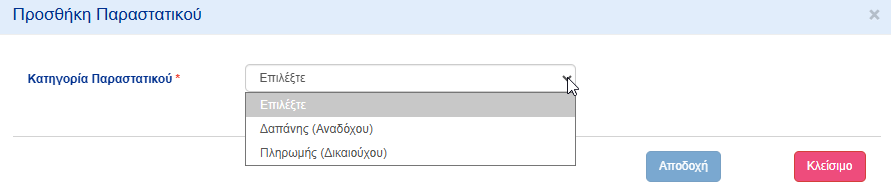 Προσθήκη Παραστατικού ×
Κατηγορία Παραστατικού * Επιλέξτε
Επιλέξτε
Δαπάνης (Αναδόχου)
Πληρωμής (Δικαιούχου)
Αποδοχή Κλείσιμο